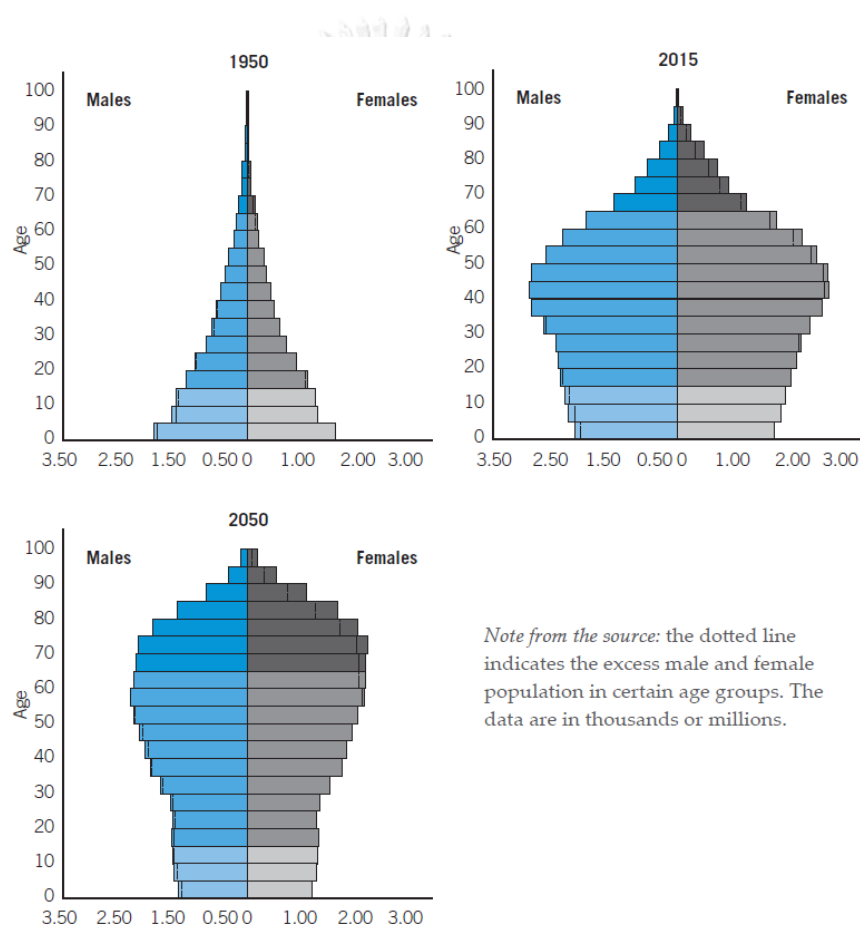 1950
Males
Females
Age
100
90
80
70
60
50
40
30
20
10
0
3.50 2.50 1.50 0.50 0 1.00 2.00 3.00
2015
Males
Females
Age
100
90
80
70
60
50
40
30
20
10
0
3.50 2.50 1.50 0.50 0 1.00 2.00 3.00
2050
Males
Females
Age
100
90
80
70
60
50
40
30
20
10
0
3.50 2.50 1.50 0.50 0 1.00 2.00 3.00
Note from the source: the dotted line
indicates the excess male and female
population in certain age groups. The
data are in thousands or millions.